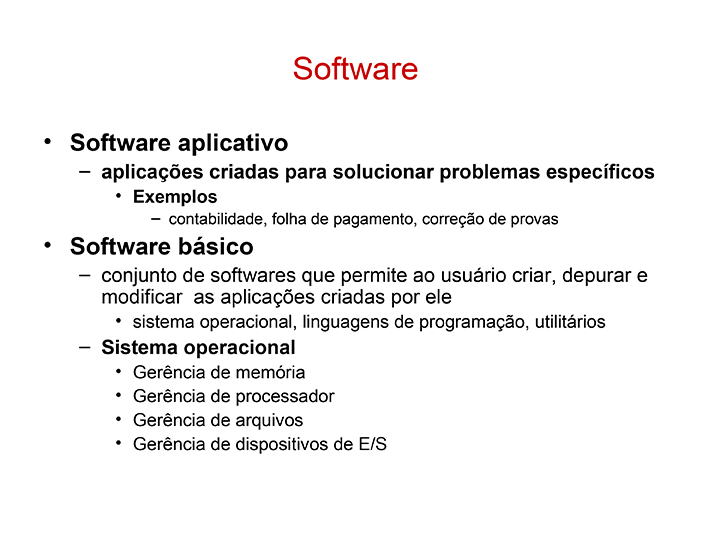 Software
• Software aplicativo
– aplicações criadas para solucionar problemas específicos
• Exemplos
– contabilidade, folha de pagamento, correção de provas
• Software básico
– conjunto de softwares que permite ao usuário criar, depurar e
modificar as aplicações criadas por ele
• sistema operacional, linguagens de programação, utilitários
– Sistema operacional
• Gerência de memória
• Gerência de processador
• Gerência de arquivos
• Gerência de dispositivos de E/S